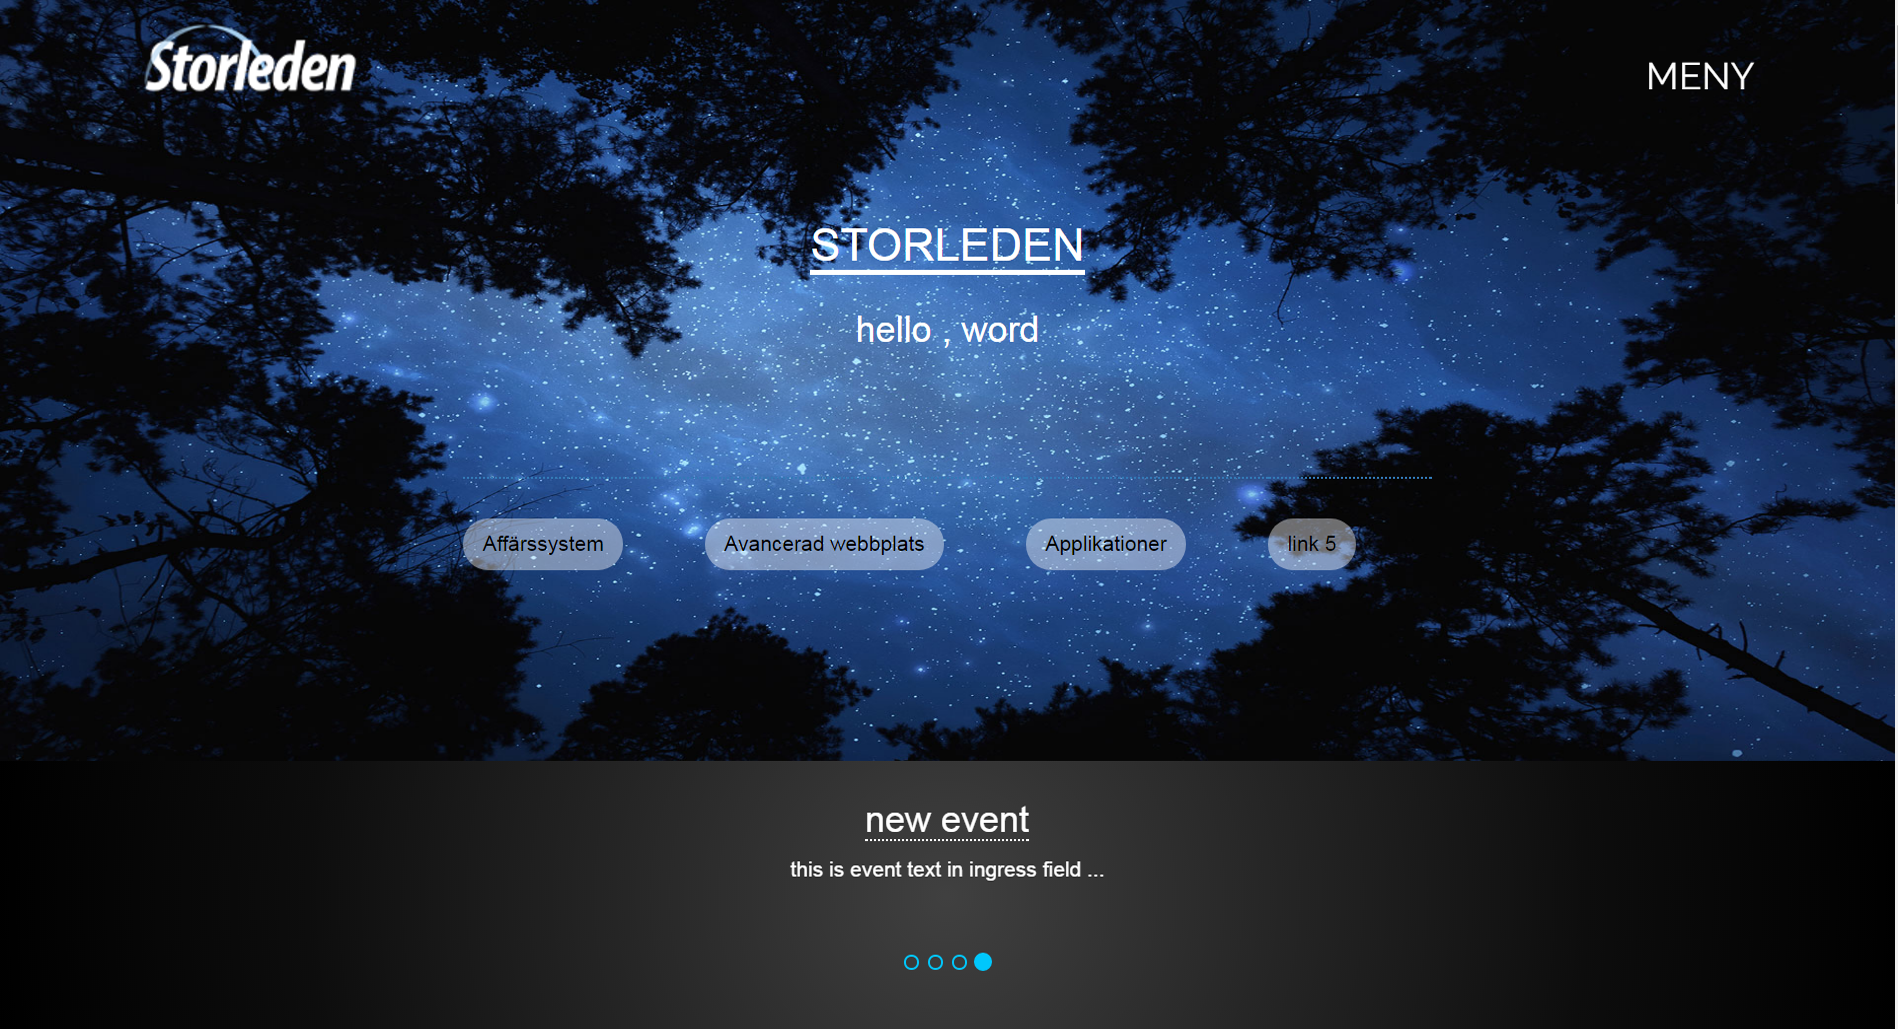 Storleden
MENY
STORLEDEN
hello , word
Affärssystem
Avancerad webbplats
Applikationer
link 5
new event
this is event text in ingress field ...